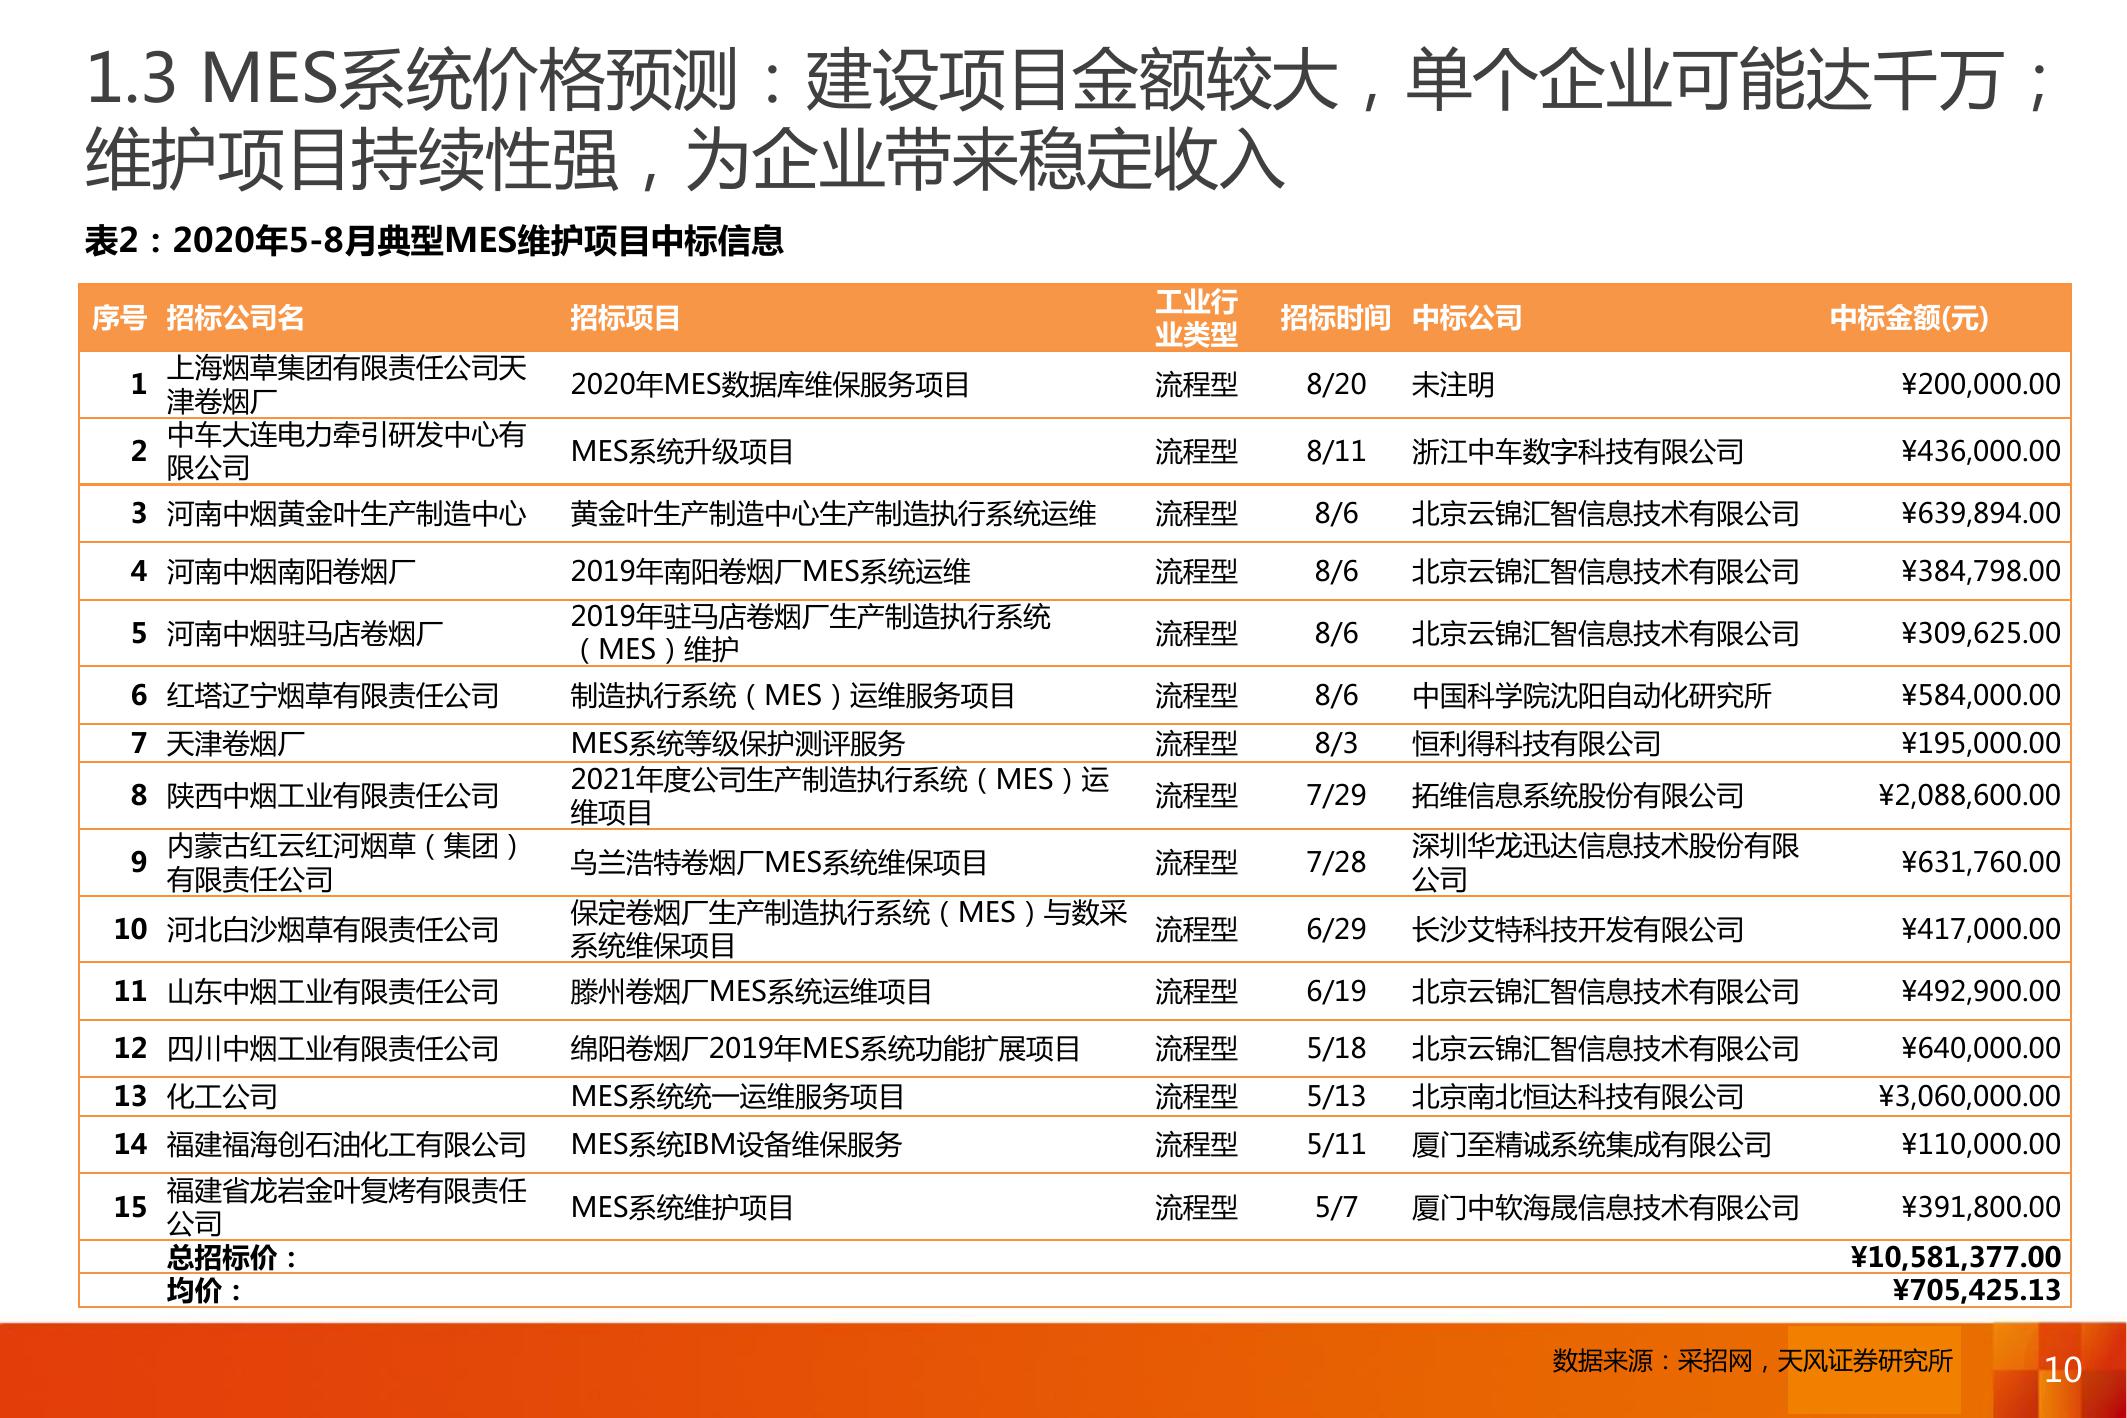 1.3 MES系统价格预测：建设项目金额较大，单个企业可能达千万；
维护项目持续性强，为企业带来稳定收入
表2：2020年5-8月典型MES维护项目中标信息
序号 招标公司名 招标项目 工业行业类型 招标时间 中标公司 中标金额(元)
1 上海烟草集团有限责任公司天津卷烟厂 2020年MES数据库维保服务项目 流程型 8/20 未注明 ¥200,000.00
2 中车大连电力牵引研发中心有限公司 MES系统升级项目 流程型 8/11 浙江中车数字科技有限公司 ¥436,000.00
3 河南中烟黄金叶生产制造中心 黄金叶生产制造中心生产制造执行系统运维 流程型 8/6 北京云锦汇智信息技术有限公司 ¥639,894.00
4 河南中烟南阳卷烟厂 2019年南阳卷烟厂MES系统运维 流程型 8/6 北京云锦汇智信息技术有限公司 ¥384,798.00
5 河南中烟驻马店卷烟厂 2019年驻马店卷烟厂生产制造执行系统（MES）维护 流程型 8/6 北京云锦汇智信息技术有限公司 ¥309,625.00
6 红塔辽宁烟草有限责任公司 制造执行系统（MES）运维服务项目 流程型 8/6 中国科学院沈阳自动化研究所 ¥584,000.00
7 天津卷烟厂 MES系统等级保护测评服务 流程型 8/3 恒利得科技有限公司 ¥195,000.00
8 陕西中烟工业有限责任公司 2021年度公司生产制造执行系统（MES）运维项目 流程型 7/29 拓维信息系统股份有限公司 ¥2,088,600.00
9 内蒙古红云红河烟草（集团）有限责任公司 乌兰浩特卷烟厂MES系统维保项目 流程型 7/28 深圳华龙迅达信息技术股份有限公司 ¥631,760.00
10 河北白沙烟草有限责任公司 保定卷烟厂生产制造执行系统（MES）与数采系统维保项目 流程型 6/29 长沙艾特科技开发有限公司 ¥417,000.00
11 山东中烟工业有限责任公司 滕州卷烟厂MES系统运维项目 流程型 6/19 北京云锦汇智信息技术有限公司 ¥492,900.00
12 四川中烟工业有限责任公司 绵阳卷烟厂2019年MES系统功能扩展项目 流程型 5/18 北京云锦汇智信息技术有限公司 ¥640,000.00
13 化工公司 MES系统统一运维服务项目 流程型 5/13 北京南北恒达科技有限公司 ¥3,060,000.00
14 福建福海创石油化工有限公司 MES系统IBM设备维保服务 流程型 5/11 厦门至精诚系统集成有限公司 ¥110,000.00
15 福建省龙岩金叶复烤有限责任公司 MES系统维护项目 流程型 5/7 厦门中软海晟信息技术有限公司 ¥391,800.00
总招标价： ¥10,581,377.00
均价： ¥705,425.13
数据来源：采招网，天风证券研究所
10